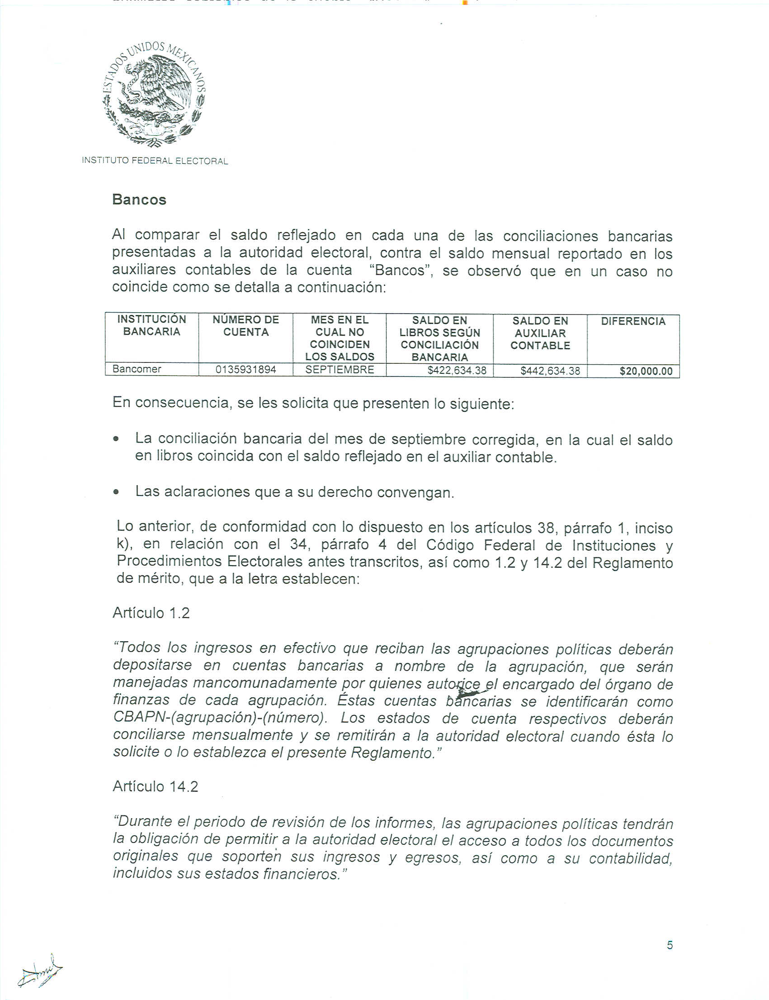 ESTADOS UNIDOS MEXICANOS
INSTITUTO FEDERAL ELECTORAL
Bancos
Al comparar el saldo reflejado en cada una de las conciliaciones bancarias
presentadas a la autoridad electoral, contra el saldo mensual reportado en los
auxiliares contables de la cuenta "Bancos", se observó que en un caso no
coincide como se detalla a continuación:
INSTITUCIÓN BANCARIA | NÚMERO DE CUENTA | MES EN EL CUAL NO COINCIDEN LOS SALDOS | SALDO EN LIBROS SEGÚN CONCILIACIÓN BANCARIA | SALDO EN AUXILIAR CONTABLE | DIFERENCIA
Bancomer | 0135931894 | SEPTIEMBRE | $422,634.38 | $442,634.38 | $20,000.00
En consecuencia, se les solicita que presenten lo siguiente:
• La conciliación bancaria del mes de septiembre corregida, en la cual el saldo
en libros coincida con el saldo reflejado en el auxiliar contable.
• Las aclaraciones que a su derecho convengan.
Lo anterior, de conformidad con lo dispuesto en los artículos 38, párrafo 1, inciso
k), en relación con el 34, párrafo 4 del Código Federal de Instituciones y
Procedimientos Electorales antes transcritos, así como 1.2 y 14.2 del Reglamento
de mérito, que a la letra establecen:
Artículo 1.2
"Todos los ingresos en efectivo que reciban las agrupaciones políticas deberán
depositarse en cuentas bancarias a nombre de la agrupación, que serán
manejadas mancomunadamente por quienes autorice el encargado del órgano de
finanzas de cada agrupación. Éstas cuentas bancarias se identificarán como
CBAPN-(agrupación)-(número). Los estados de cuenta respectivos deberán
conciliarse mensualmente y se remitirán a la autoridad electoral cuando ésta lo
solicite o lo establezca el presente Reglamento."
Artículo 14.2
"Durante el periodo de revisión de los informes, las agrupaciones políticas tendrán
la obligación de permitir a la autoridad electoral el acceso a todos los documentos
originales que soporten sus ingresos y egresos, así como a su contabilidad,
incluidos sus estados financieros."
5